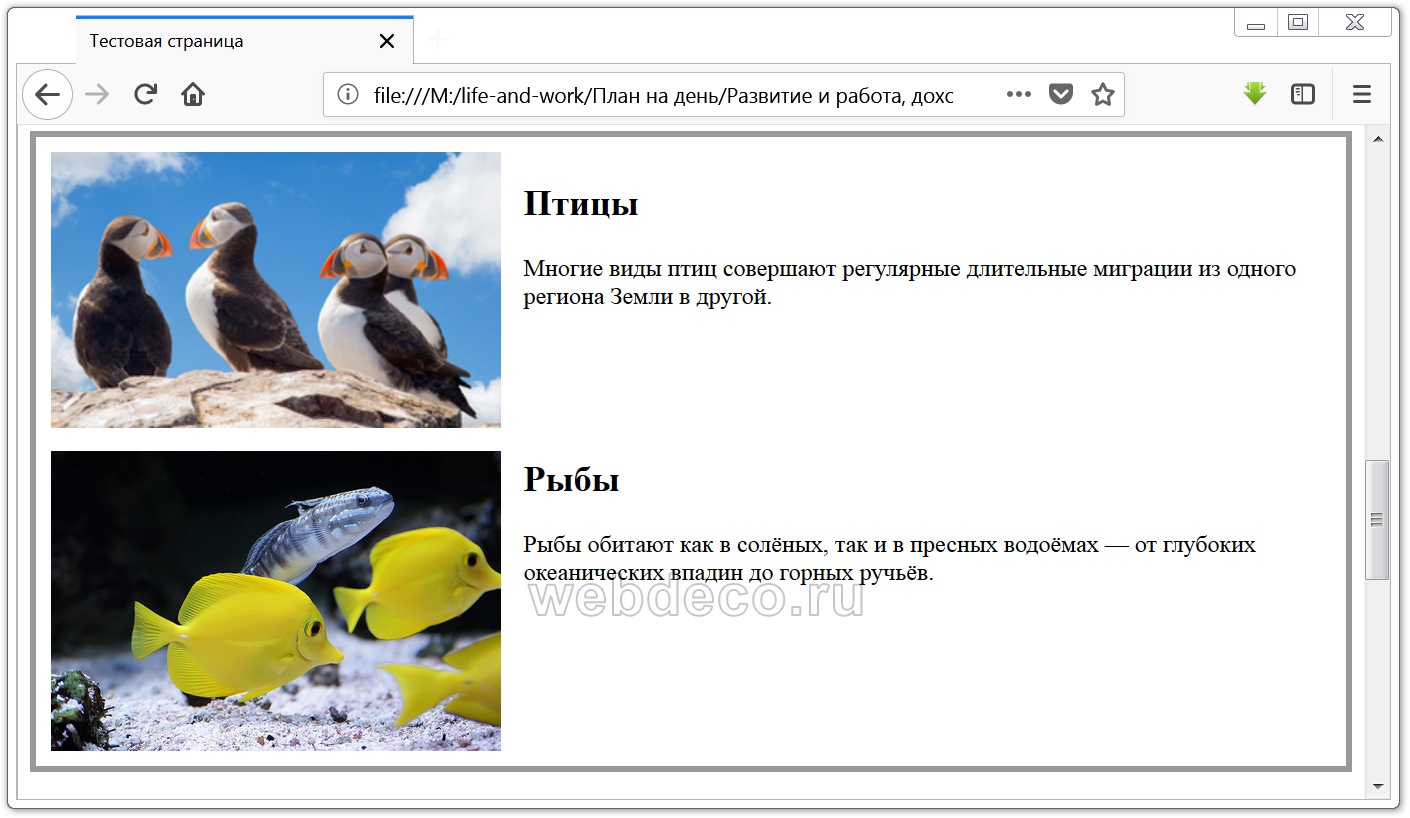 Тестовая страница
file:///M:/life-and-work/План на день/Развитие и работа, дохс
Птицы
Многие виды птиц совершают регулярные длительные миграции из одного
региона Земли в другой.
Рыбы
Рыбы обитают как в солёных, так и в пресных водоёмах — от глубоких
океанических впадин до горных ручьёв.
webdeco.ru